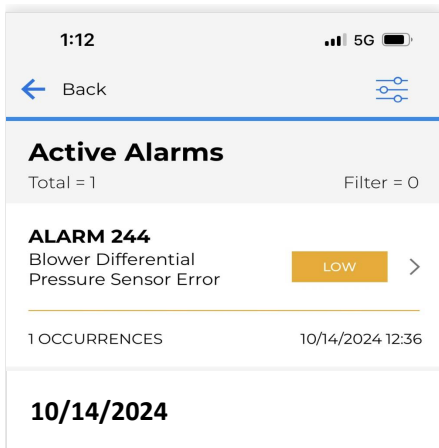 1:12 5G
Back
Active Alarms
Total = 1 Filter = 0
ALARM 244
Blower Differential
Pressure Sensor Error
LOW
1 OCCURRENCES 10/14/2024 12:36
10/14/2024